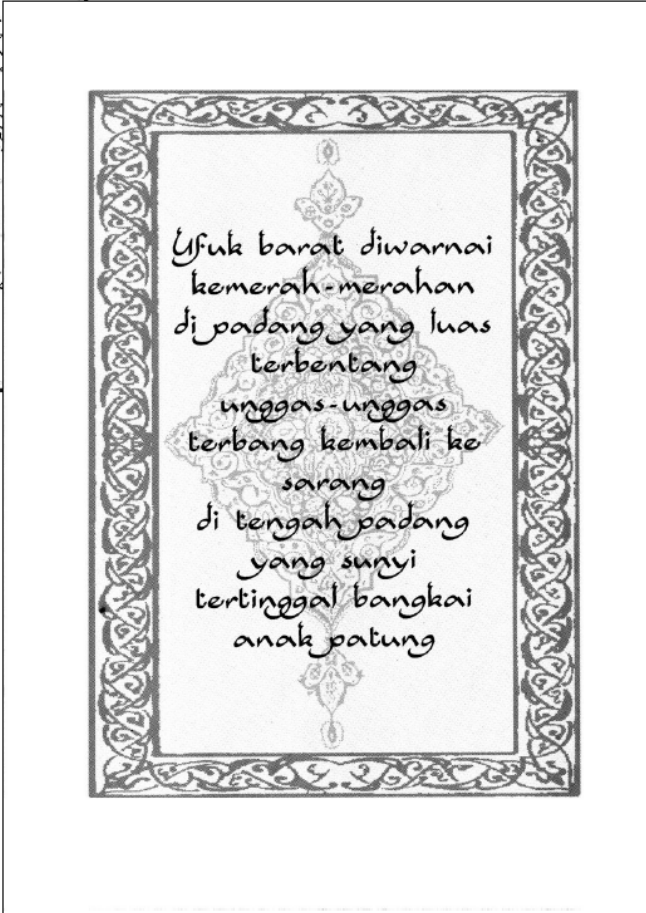 Ufuk barat diwarnai
kemerah-merahan
di padang yang luas
terbentang
unggas-unggas
terbang kembali ke
sarang
di tengah padang
yang sunyi
tertinggal bangkai
anak patung